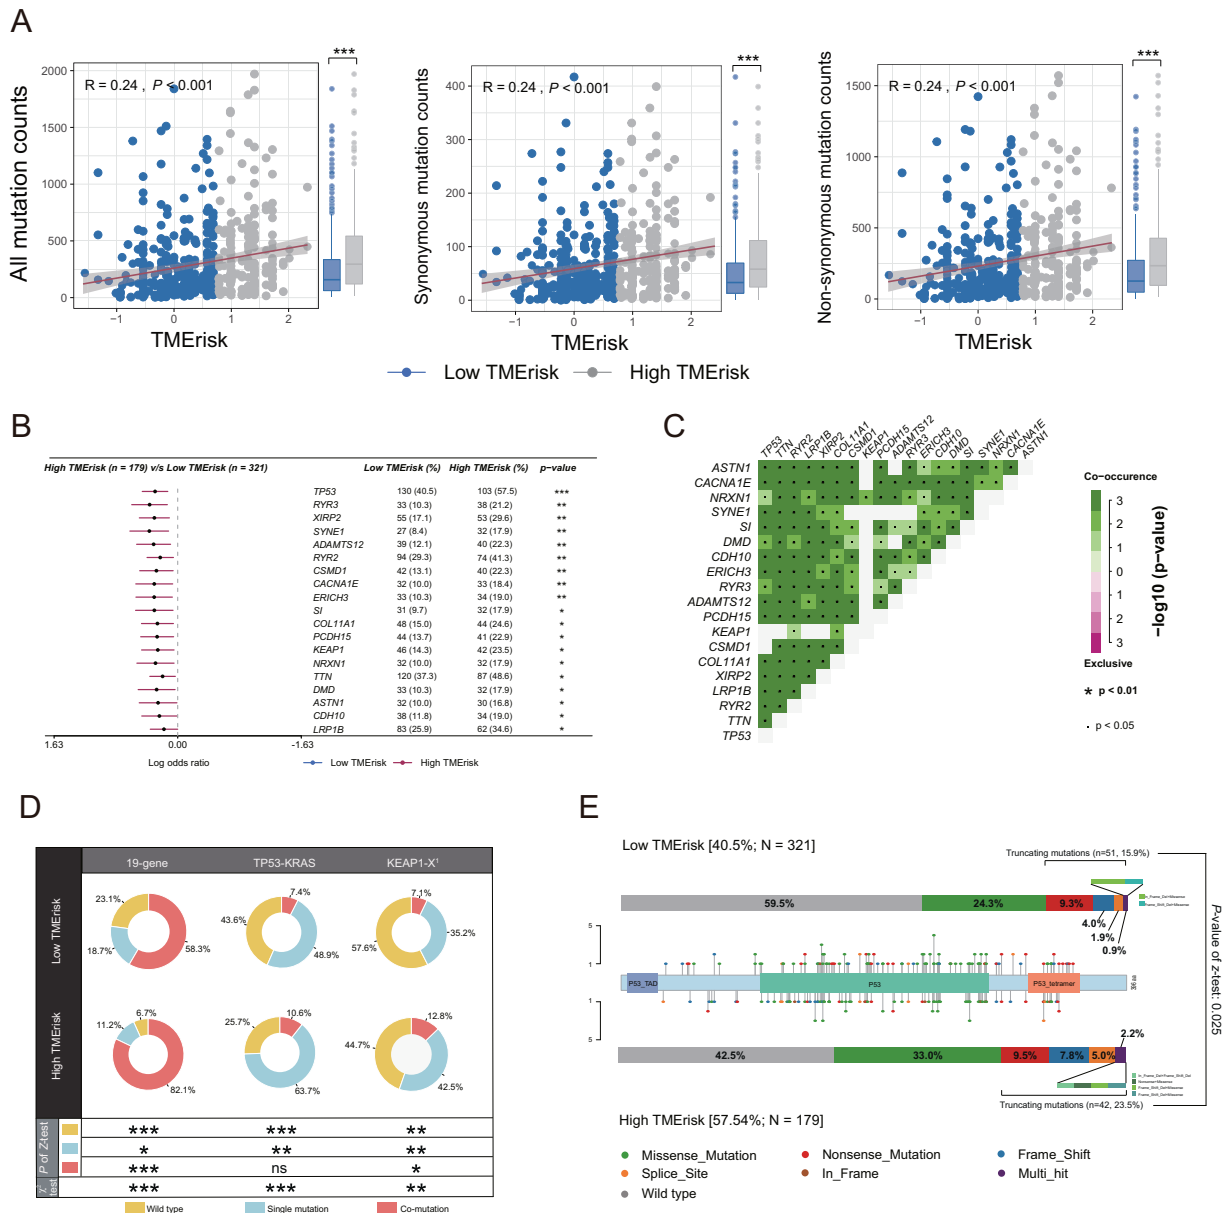 A
All mutation counts
2000
1500
1000
500
0
R = 0.24 , P < 0.001
***
−1
0
1
2
TMErisk
Synonymous mutation counts
400
300
200
100
0
R = 0.24 , P < 0.001
***
−1
0
1
2
TMErisk
Non-synonymous mutation counts
1500
1000
500
0
R = 0.24 , P < 0.001
***
−1
0
1
2
TMErisk
Low TMErisk
High TMErisk
B
High TMErisk (n = 179) v/s Low TMErisk (n = 321) Low TMErisk (%) High TMErisk (%) p-value
TP53 130 (40.5) 103 (57.5) ***
RYR3 33 (10.3) 38 (21.2) **
XIRP2 55 (17.1) 53 (29.6) **
SYNE1 27 (8.4) 32 (17.9) **
ADAMTS12 39 (12.1) 40 (22.3) **
RYR2 94 (29.3) 74 (41.3) **
CSMD1 42 (13.1) 40 (22.3) **
CACNA1E 32 (10.0) 33 (18.4) **
ERICH3 33 (10.3) 34 (19.0) **
SI 31 (9.7) 32 (17.9) *
COL11A1 48 (15.0) 44 (24.6) *
PCDH15 44 (13.7) 41 (22.9) *
KEAP1 46 (14.3) 42 (23.5) *
NRXN1 32 (10.0) 32 (17.9) *
TTN 120 (37.3) 87 (48.6) *
DMD 33 (10.3) 32 (17.9) *
ASTN1 32 (10.0) 30 (16.8) *
CDH10 38 (11.8) 34 (19.0) *
LRP1B 83 (25.9) 62 (34.6) *
1.63 0.00 -1.63
Log odds ratio
Low TMErisk High TMErisk
C
TP53
TTN
RYR2
LRP1B
XIRP2
COL11A1
CSMD1
KEAP1
PCDH15
ADAMTS12
RYR3
ERICH3
CDH10
DMD
SI
SYNE1
NRXN1
CACNA1E
ASTN1
ASTN1
CACNA1E
NRXN1
SYNE1
SI
DMD
CDH10
ERICH3
RYR3
ADAMTS12
PCDH15
KEAP1
CSMD1
COL11A1
XIRP2
LRP1B
RYR2
TTN
TP53
Co-occurence
3
2
1
0
1
2
3
−log10 (p−value)
Exclusive
* p < 0.01
· p < 0.05
D
19-gene TP53-KRAS KEAP1-X¹
Low TMErisk
23.1%
18.7%
58.3%
7.4%
43.6%
48.9%
7.1%
35.2%
57.6%
High TMErisk
6.7%
11.2%
82.1%
10.6%
25.7%
63.7%
12.8%
44.7%
42.5%
P of Z-test
*** *** **
* ** **
*** ns *
χ² test
*** *** **
Wild type Single mutation Co-mutation
E
Low TMErisk [40.5%; N = 321]
Truncating mutations (n=51, 15.9%)
In_Frame_Del+Missense
Frame_Shift_Del+Missense
59.5% 24.3% 9.3%
4.0%
1.9%
0.9%
5
1
P53_TAD P53 P53_tetramer
1
5
2.2%
42.5% 33.0% 9.5% 7.8% 5.0%
Nonsense+Missense
Frame_Shift_Del+Missense
Truncating mutations (n=42, 23.5%)
P-value of z-test: 0.025
High TMErisk [57.54%; N = 179]
Missense_Mutation Nonsense_Mutation Frame_Shift
Splice_Site In_Frame Multi_hit
Wild type